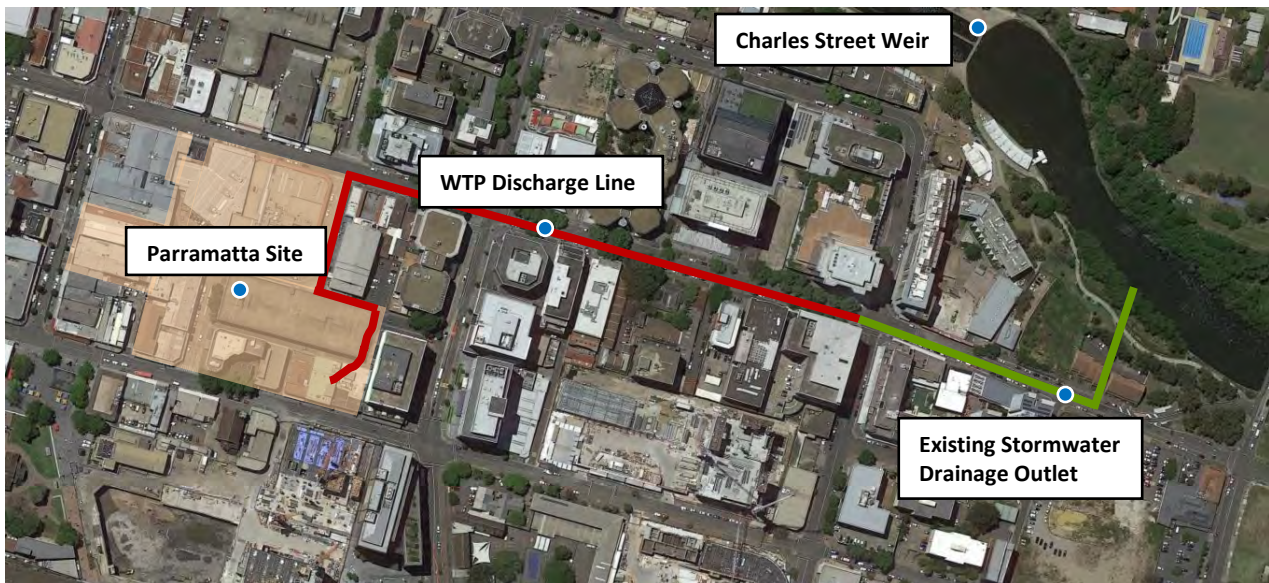 Charles Street Weir
WTP Discharge Line
Parramatta Site
Existing Stormwater
Drainage Outlet